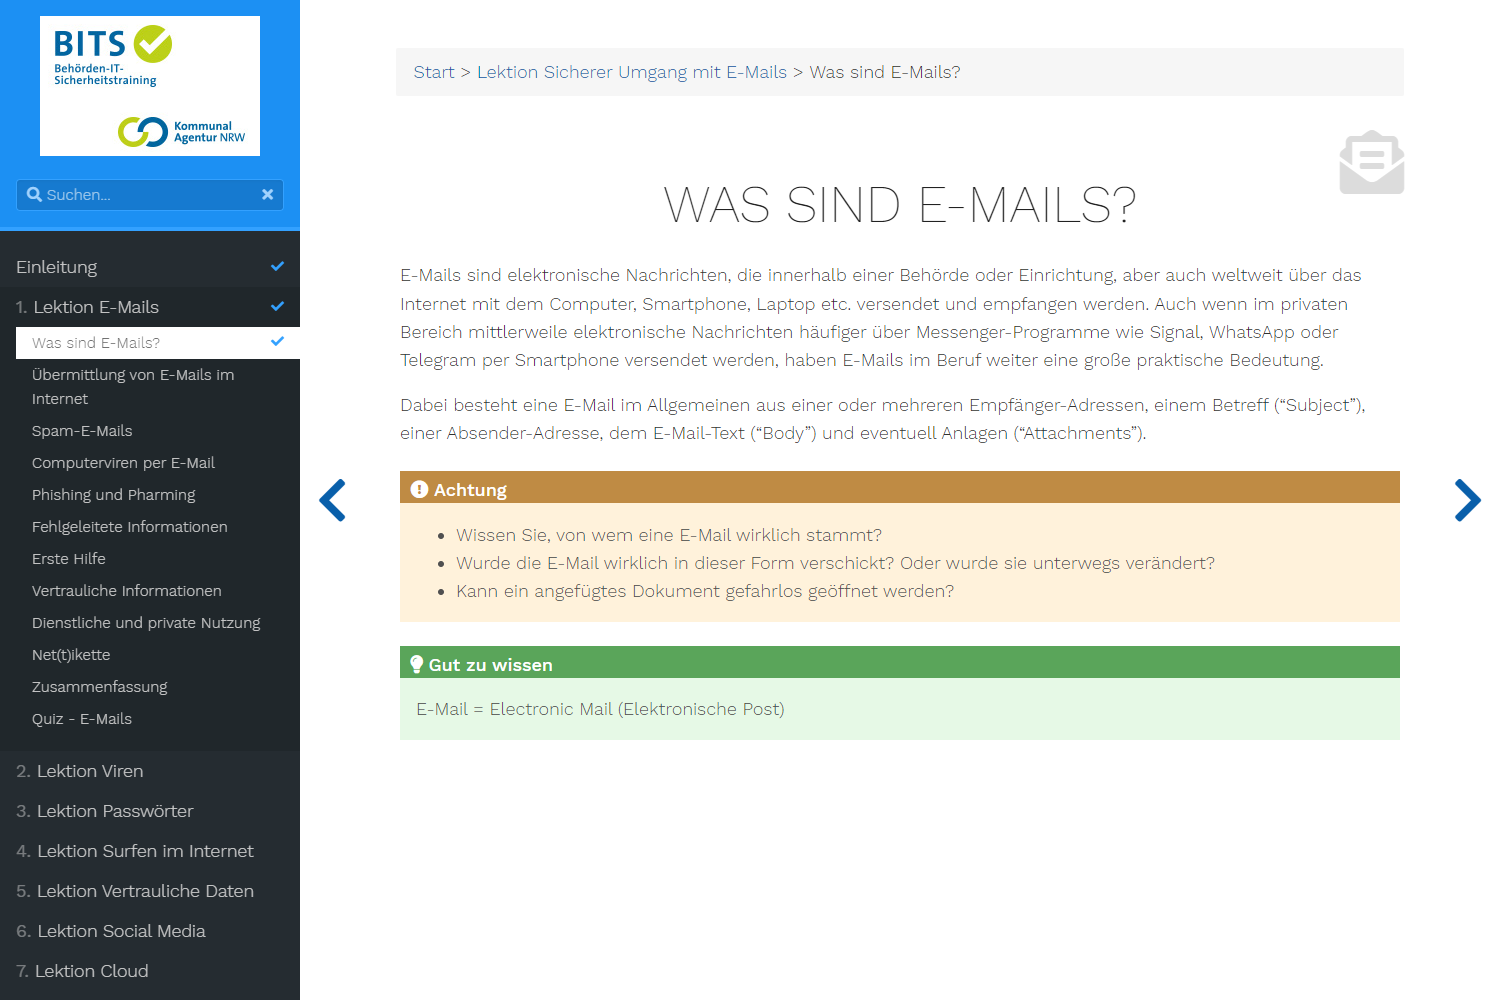 BITS
Behörden-IT-
Sicherheitstraining
Kommunal
Agentur NRW
Suchen...
Einleitung
1. Lektion E-Mails
Was sind E-Mails?
Übermittlung von E-Mails im
Internet
Spam-E-Mails
Computerviren per E-Mail
Phishing und Pharming
Fehlgeleitete Informationen
Erste Hilfe
Vertrauliche Informationen
Dienstliche und private Nutzung
Net(t)ikette
Zusammenfassung
Quiz - E-Mails
2. Lektion Viren
3. Lektion Passwörter
4. Lektion Surfen im Internet
5. Lektion Vertrauliche Daten
6. Lektion Social Media
7. Lektion Cloud
Start > Lektion Sicherer Umgang mit E-Mails > Was sind E-Mails?
WAS SIND E-MAILS?
E-Mails sind elektronische Nachrichten, die innerhalb einer Behörde oder Einrichtung, aber auch weltweit über das
Internet mit dem Computer, Smartphone, Laptop etc. versendet und empfangen werden. Auch wenn im privaten
Bereich mittlerweile elektronische Nachrichten häufiger über Messenger-Programme wie Signal, WhatsApp oder
Telegram per Smartphone versendet werden, haben E-Mails im Beruf weiter eine große praktische Bedeutung.
Dabei besteht eine E-Mail im Allgemeinen aus einer oder mehreren Empfänger-Adressen, einem Betreff (“Subject”),
einer Absender-Adresse, dem E-Mail-Text (“Body”) und eventuell Anlagen (“Attachments”).
Achtung
• Wissen Sie, von wem eine E-Mail wirklich stammt?
• Wurde die E-Mail wirklich in dieser Form verschickt? Oder wurde sie unterwegs verändert?
• Kann ein angefügtes Dokument gefahrlos geöffnet werden?
Gut zu wissen
E-Mail = Electronic Mail (Elektronische Post)